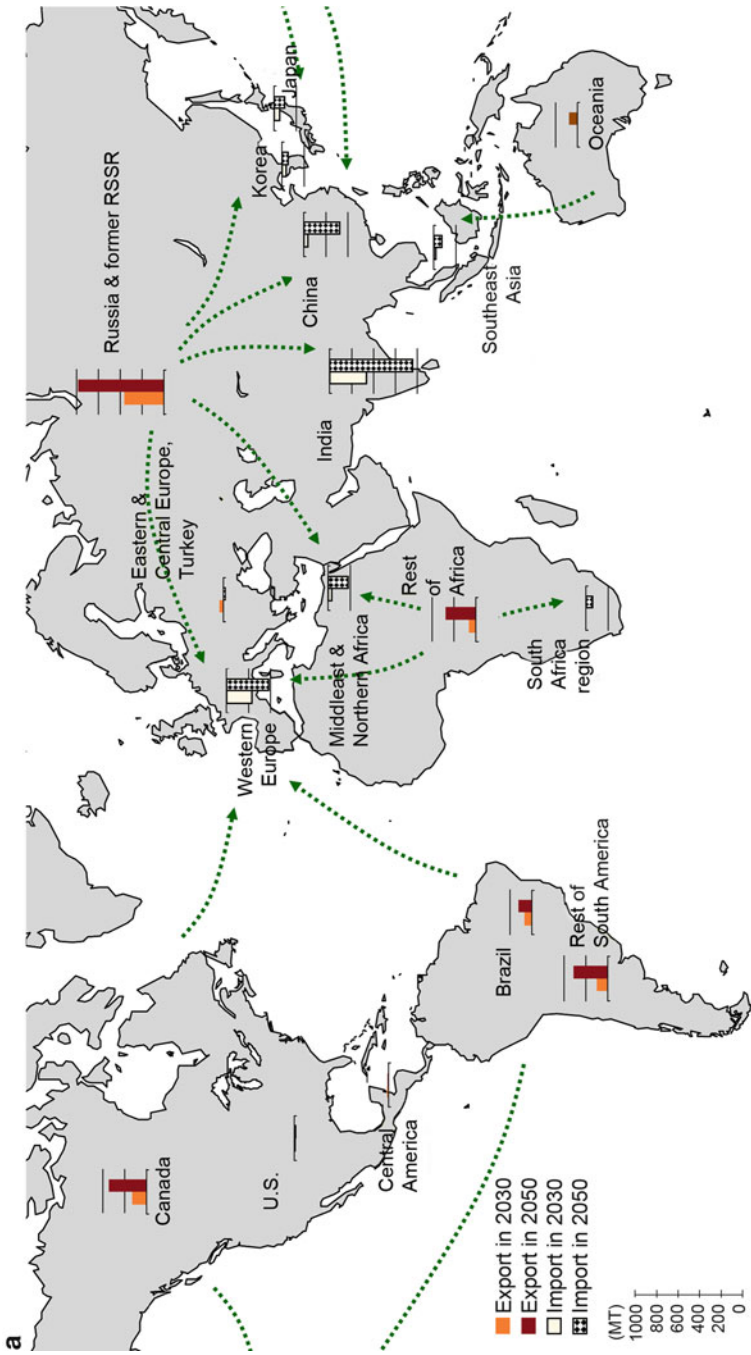 a
Canada
U.S.
Central
America
Brazil
Rest of
South America
Western
Europe
Eastern &
Central Europe,
Turkey
Middleeast &
Northern Africa
Rest
of
Africa
South
Africa
region
Russia & former RSSR
India
China
Korea
Japan
Southeast
Asia
Oceania
Export in 2030
Export in 2050
Import in 2030
Import in 2050
(MT)
1000
800
600
400
200
0